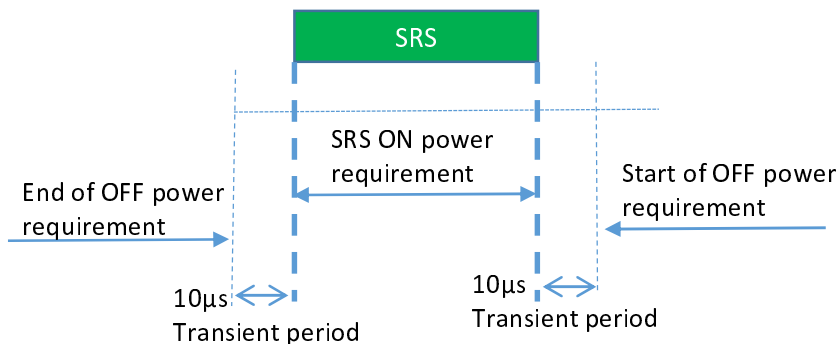 SRS
SRS ON power
requirement
End of OFF power
requirement
Start of OFF power
requirement
10µs
Transient period
10µs
Transient period